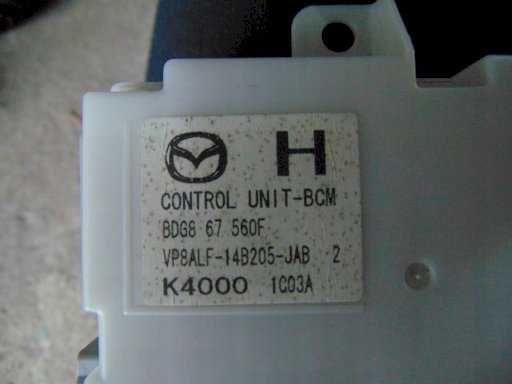 H
CONTROL UNIT-BCM
BDG8 67 560F
VP8ALF-14B205-JAB 2
K4000 1C03A